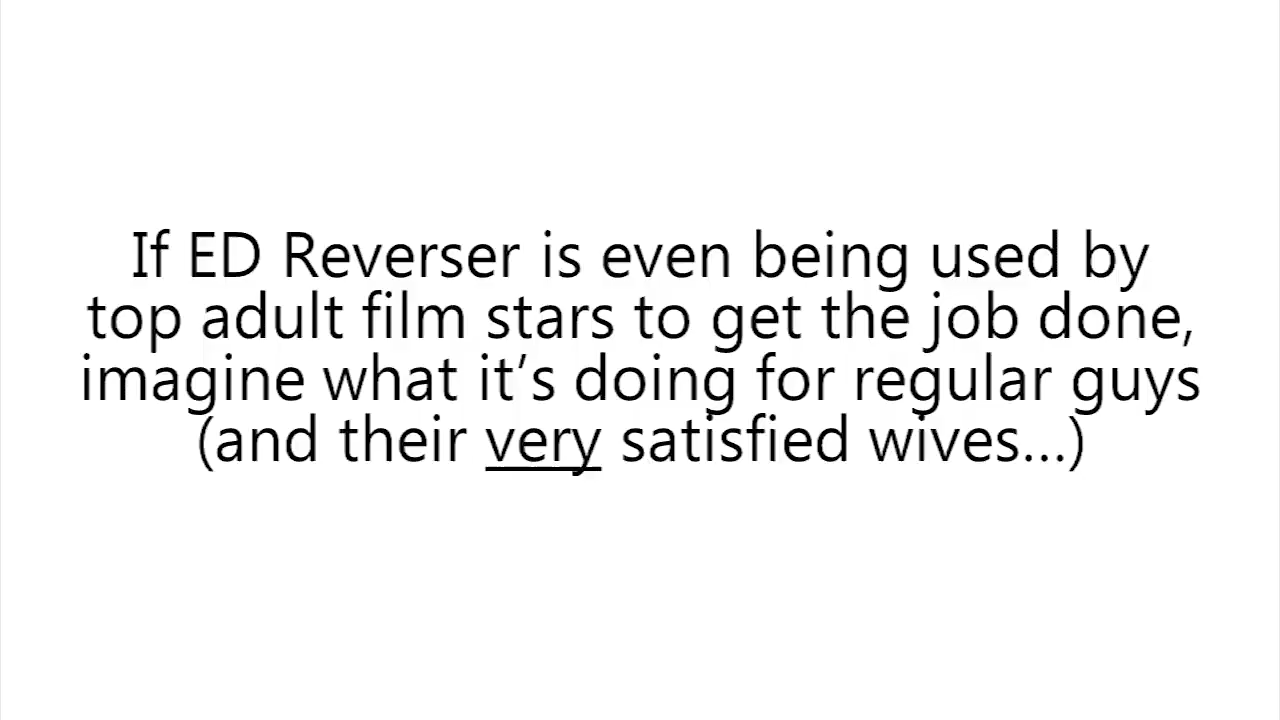 If ED Reverser is even being used by
top adult film stars to get the job done,
imagine what it’s doing for regular guys
(and their very satisfied wives...)